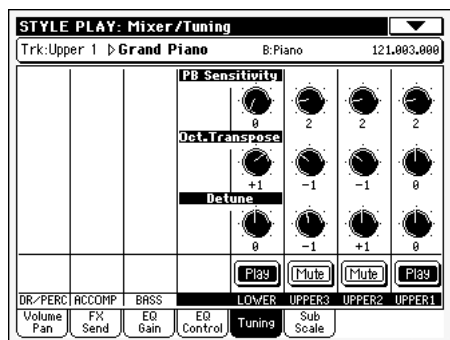 STYLE PLAY: Mixer/Tuning
Trk:Upper 1 ▷Grand Piano B:Piano 121.003.000
PB Sensitivity
0 2 2 2
Oct.Transpose
+1 -1 -1 0
Detune
0 -1 +1 0
Play Mute Mute Play
DR/PERC ACCOMP BASS LOWER UPPER3 UPPER2 UPPER1
Volume Pan FX Send EQ Gain EQ Control Tuning Sub Scale